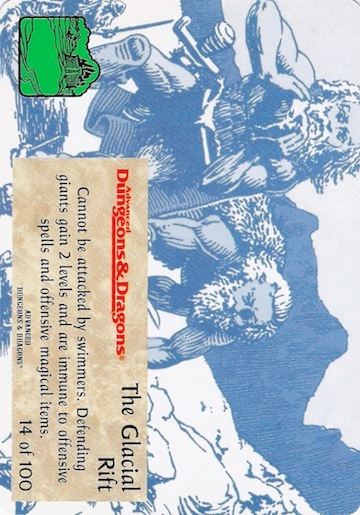 The Glacial
Rift
Advanced
Dungeons & Dragons®
Cannot be attacked by swimmers. Defending
giants gain 2 levels and are immune to offensive
spells and offensive magical items.
ADVANCED
DUNGEONS & DRAGONS®
14 of 100